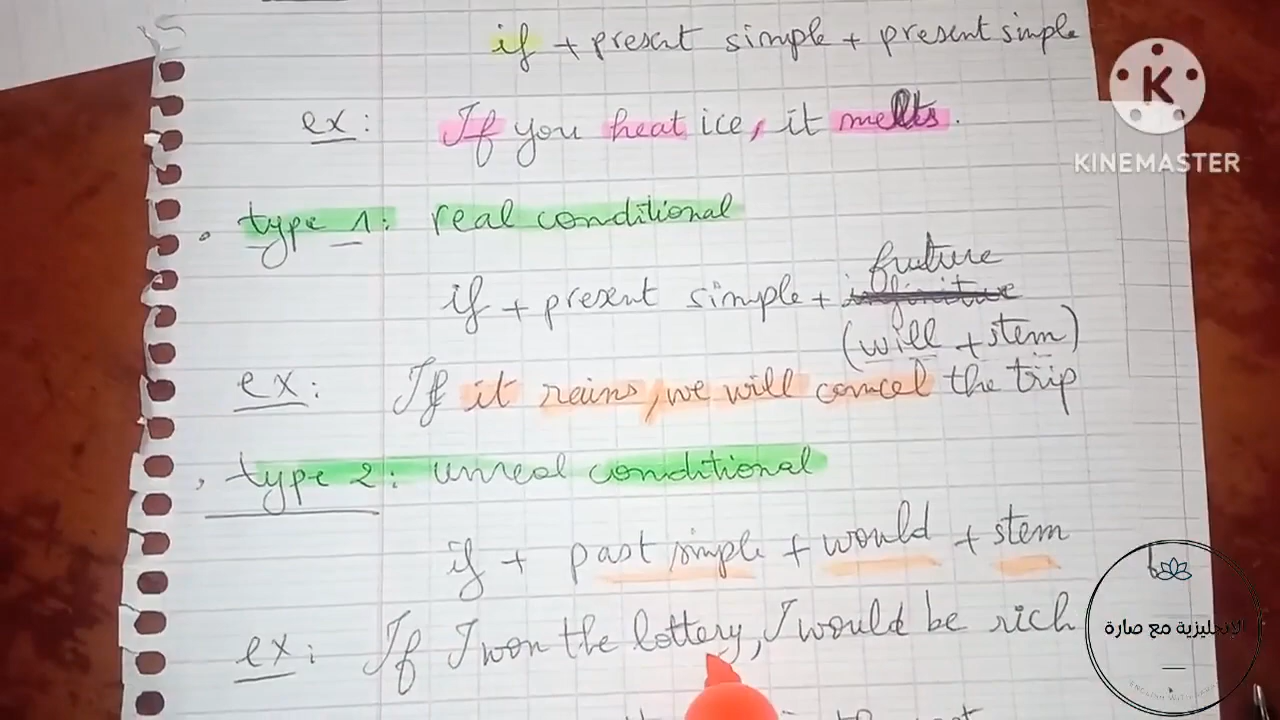 if + present simple + present simple
ex: If you heat ice, it melts.
type 1: real conditional
future
if + present simple +
(will + stem)
ex: If it rains, we will cancel the trip
type 2: unreal conditional
if + past simple + would + stem
ex: If I won the lottery, I would be rich
K
KINEMASTER
الإنجليزية مع صارة